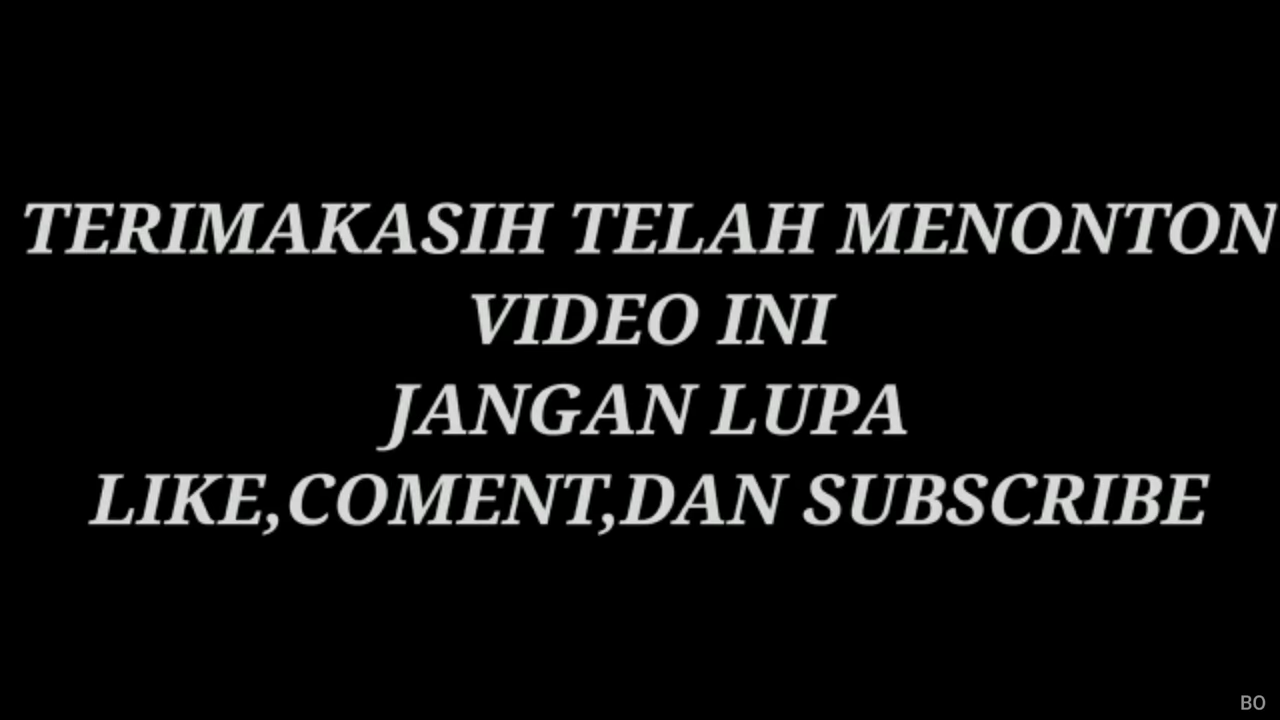 TERIMAKASIH TELAH MENONTON
VIDEO INI
JANGAN LUPA
LIKE,COMENT,DAN SUBSCRIBE
BO